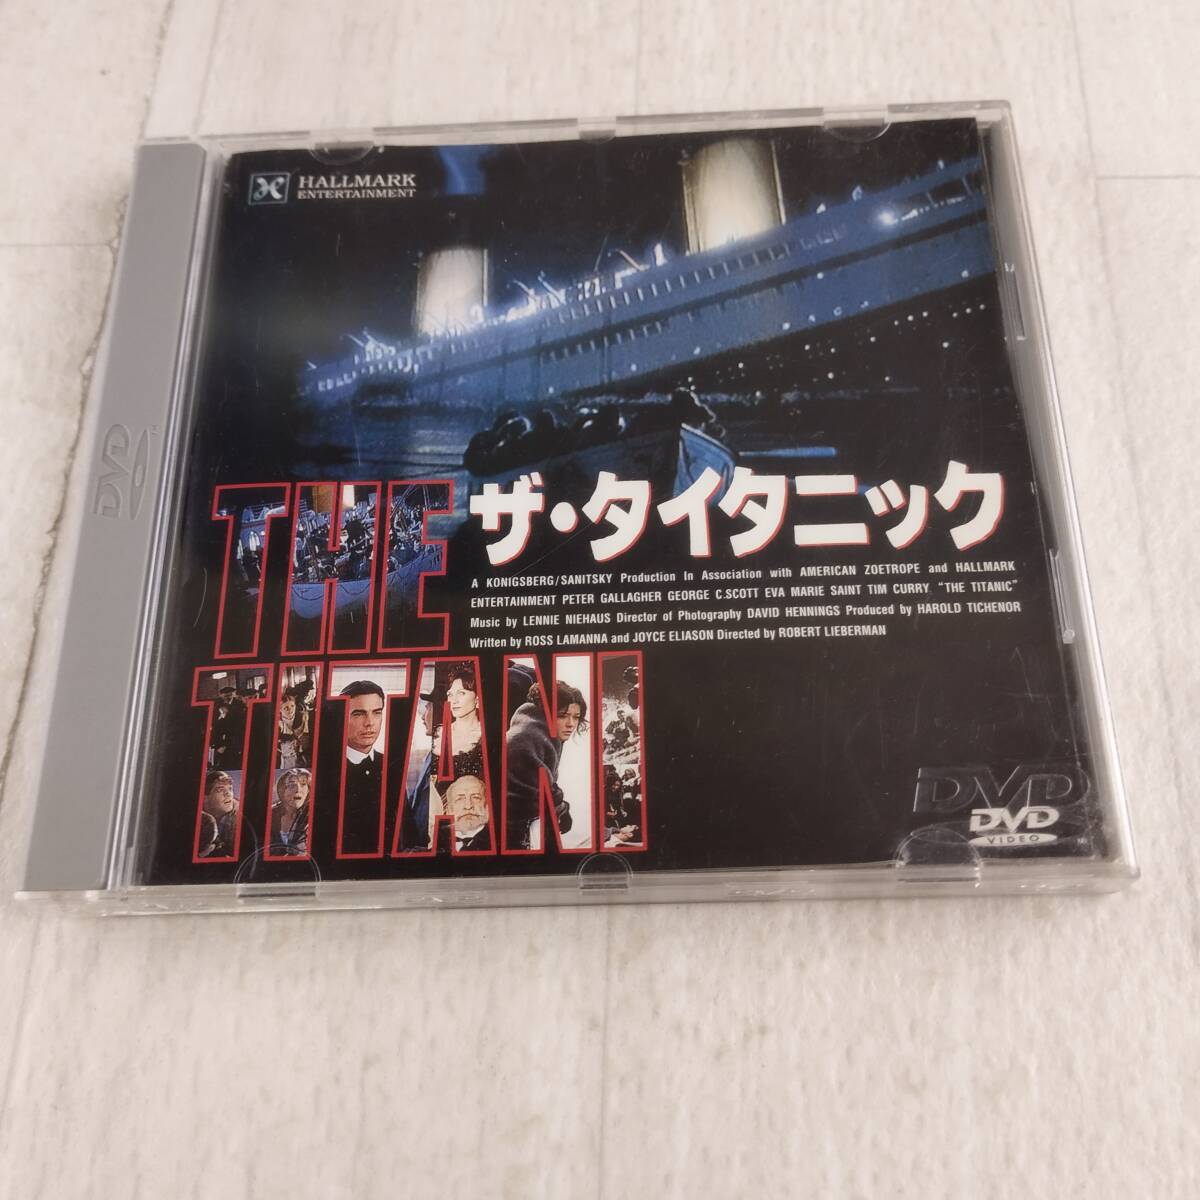 HALLMARK
ENTERTAINMENT
THE
ザ・タイタニック
A KONIGSBERG/SANITSKY Production In Association with AMERICAN ZOETROPE and HALLMARK
ENTERTAINMENT PETER GALLAGHER GEORGE C.SCOTT EVA MARIE SAINT TIM CURRY "THE TITANIC"
Music by LENNIE NIEHAUS Director of Photography DAVID HENNINGS Produced by HAROLD TICHENOR
Written by ROSS LAMANNA and JOYCE ELIASON Directed by ROBERT LIEBERMAN
TITANI
DVD
DVD
DVD
VIDEO